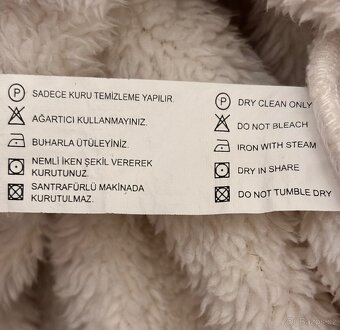 P SADECE KURU TEMİZLEME YAPILIR.
AĞARTICI KULLANMAYINIZ.
BUHARLA ÜTÜLEYİNİZ.
NEMLİ İKEN ŞEKİL VEREREK
KURUTUNUZ.
SANTRAFÜRLÜ MAKİNADA
KURUTULMAZ.
P DRY CLEAN ONLY
DO NOT BLEACH
IRON WITH STEAM
DRY IN SHARE
DO NOT TUMBLE DRY